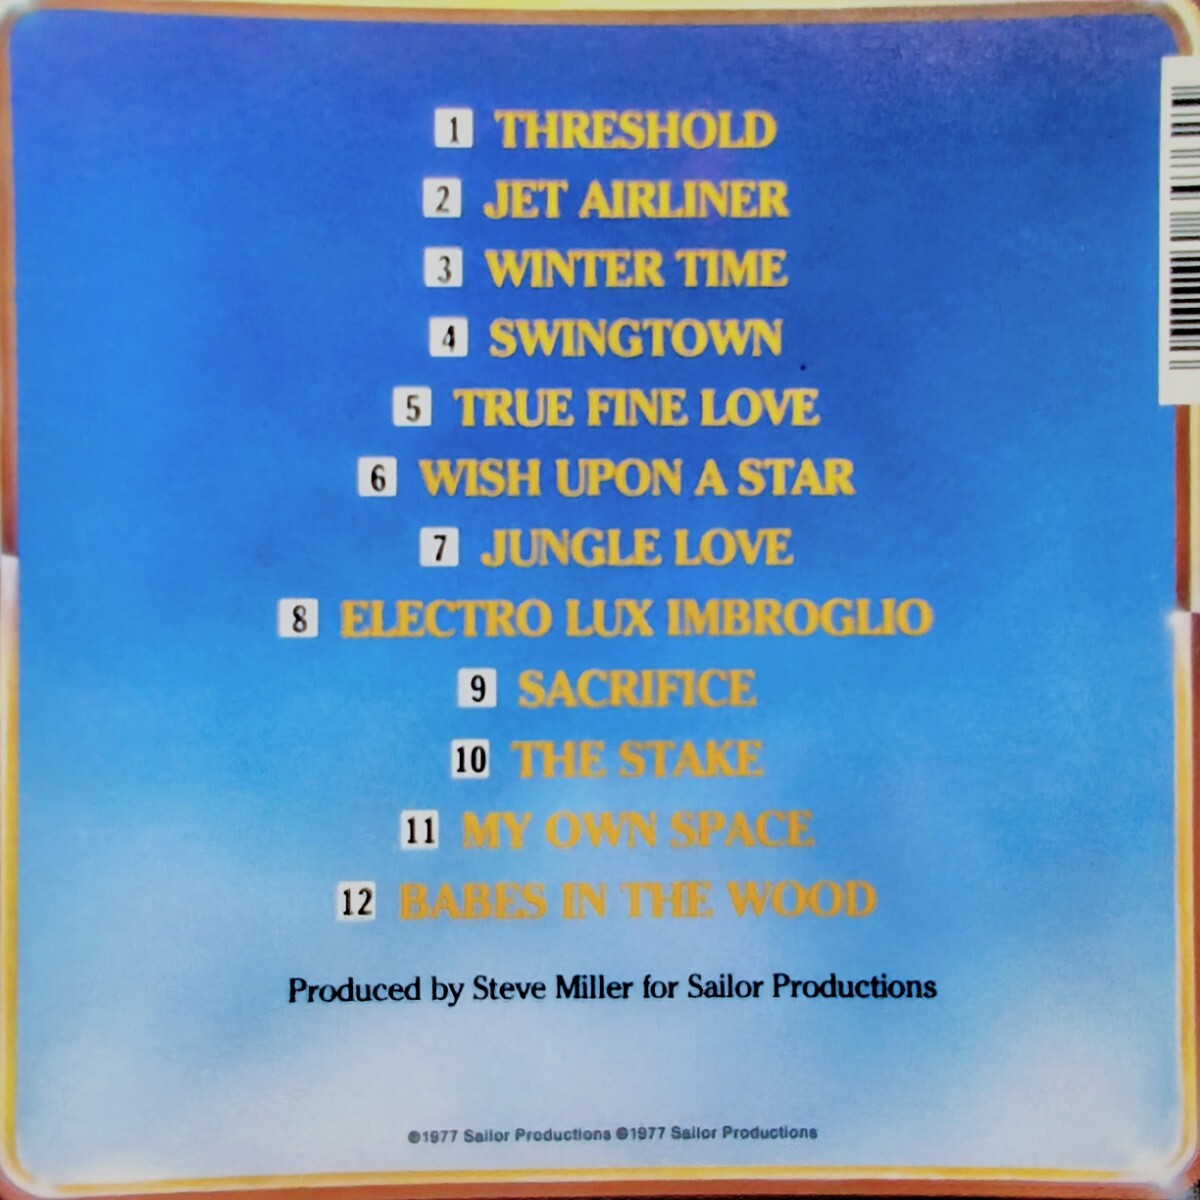 1 THRESHOLD
2 JET AIRLINER
3 WINTER TIME
4 SWINGTOWN
5 TRUE FINE LOVE
6 WISH UPON A STAR
7 JUNGLE LOVE
8 ELECTRO LUX IMBROGLIO
9 SACRIFICE
10 THE STAKE
11 MY OWN SPACE
12 BABES IN THE WOOD
Produced by Steve Miller for Sailor Productions
℗1977 Sailor Productions ©1977 Sailor Productions